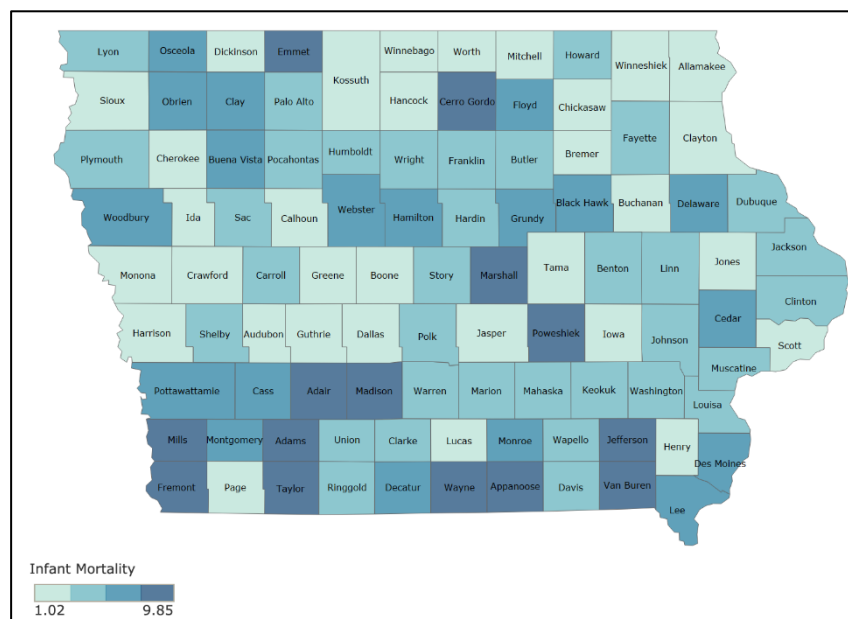 Lyon Osceola Dickinson Emmet Winnebago Worth Mitchell Howard Winneshiek Allamakee
Kossuth
Sioux Obrien Clay Palo Alto Hancock Cerro Gordo Floyd Chickasaw
Fayette Clayton
Plymouth Cherokee Buena Vista Pocahontas Humboldt Wright Franklin Butler Bremer
Woodbury Ida Sac Calhoun Webster Hamilton Hardin Grundy Black Hawk Buchanan Delaware Dubuque
Jackson
Monona Crawford Carroll Greene Boone Story Marshall Tama Benton Linn Jones
Clinton
Harrison Shelby Audubon Guthrie Dallas Polk Jasper Poweshiek Iowa Johnson Cedar Scott
Muscatine
Pottawattamie Cass Adair Madison Warren Marion Mahaska Keokuk Washington
Louisa
Mills Montgomery Adams Union Clarke Lucas Monroe Wapello Jefferson Henry
Des Moines
Fremont Page Taylor Ringgold Decatur Wayne Appanoose Davis Van Buren
Lee
Infant Mortality
1.02 9.85